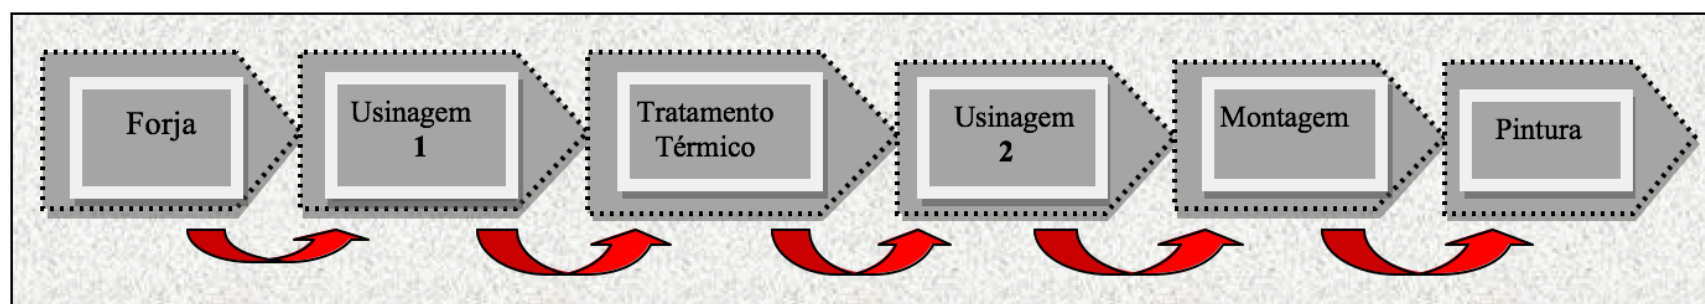 Forja
Usinagem
1
Tratamento
Térmico
Usinagem
2
Montagem
Pintura